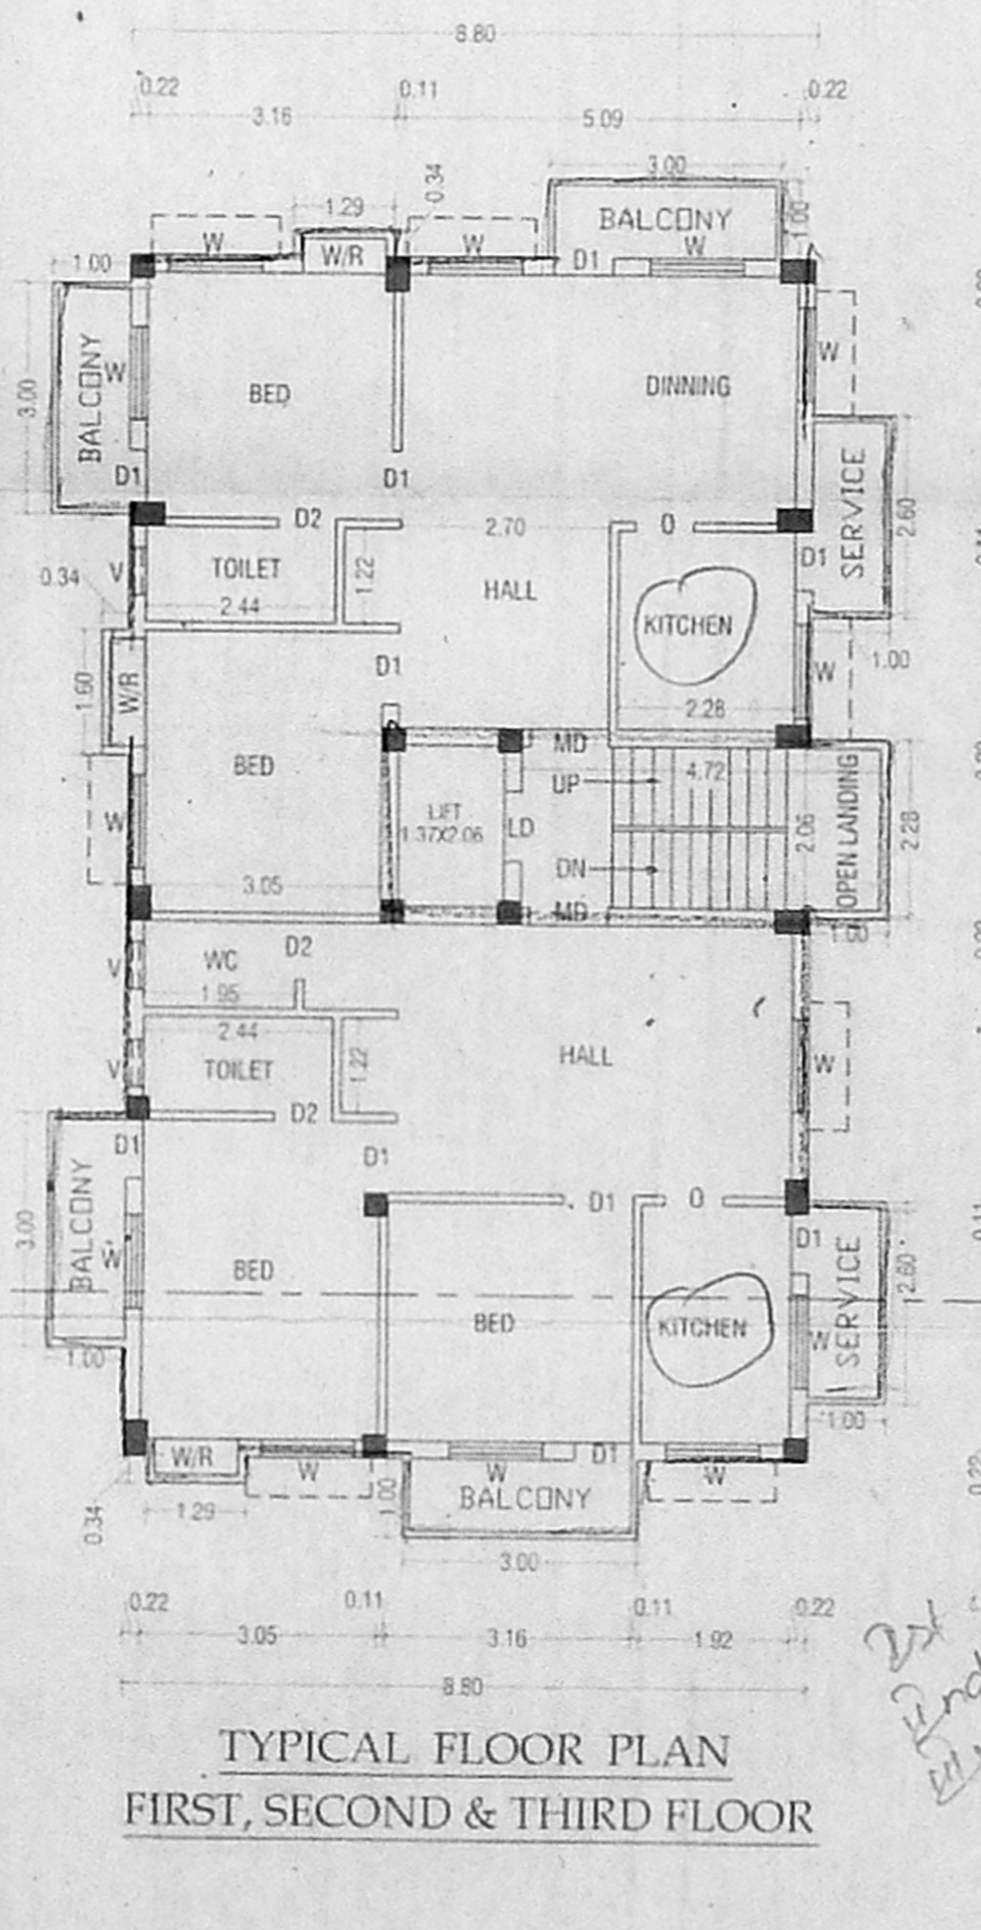 8.80
0.22 0.11 0.22
3.16 5.09
3.00
0.34
1.29
BALCONY
1.00
W W/R W D1 W
1.00
BALCONY
W
3.00
BED
DINNING
W
D1
D1
SERVICE
2.60
D2
2.70
O
D1
V
0.34
TOILET
2.44
1.22
HALL
KITCHEN
1.00
D1
W
W/R
1.60
2.28
BED
MD
UP
4.72
W
LIFT
1.37X2.06
LD
2.06
OPEN LANDING
2.28
DN
3.05
MD
V
WC
D2
1.95
2.44
V
TOILET
1.22
HALL
W
D2
D1
D1
BALCONY
W
3.00
1.00
D1
O
D1
BED
BED
KITCHEN
SERVICE
W
2.60
1.00
W/R
W
W
D1
W
BALCONY
1.00
1.29
0.34
3.00
0.22 0.11 0.11 0.22
3.05 3.16 1.92
8.80
TYPICAL FLOOR PLAN
FIRST, SECOND & THIRD FLOOR